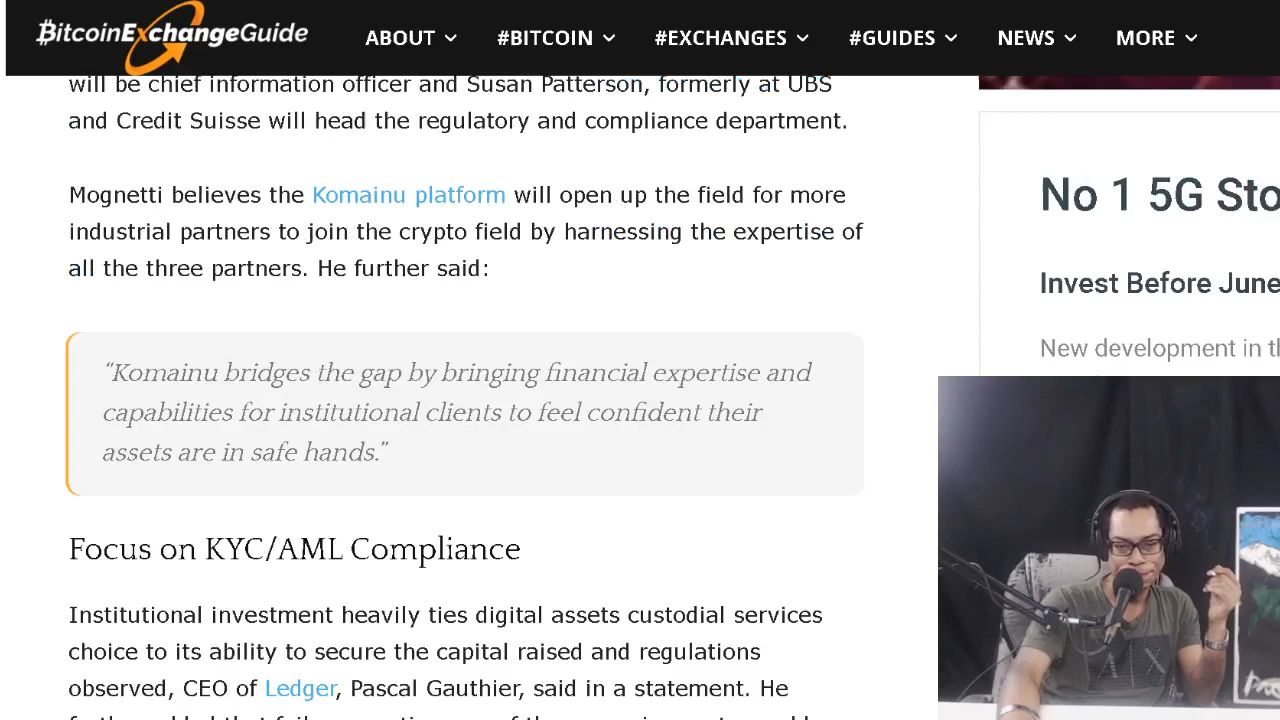 BitcoinExchangeGuide
ABOUT #BITCOIN #EXCHANGES #GUIDES NEWS MORE
will be chief information officer and Susan Patterson, formerly at UBS
and Credit Suisse will head the regulatory and compliance department.
Mognetti believes the Komainu platform will open up the field for more
industrial partners to join the crypto field by harnessing the expertise of
all the three partners. He further said:
“Komainu bridges the gap by bringing financial expertise and
capabilities for institutional clients to feel confident their
assets are in safe hands.”
Focus on KYC/AML Compliance
Institutional investment heavily ties digital assets custodial services
choice to its ability to secure the capital raised and regulations
observed, CEO of Ledger, Pascal Gauthier, said in a statement. He
No 1 5G Sto
Invest Before June
New development in th